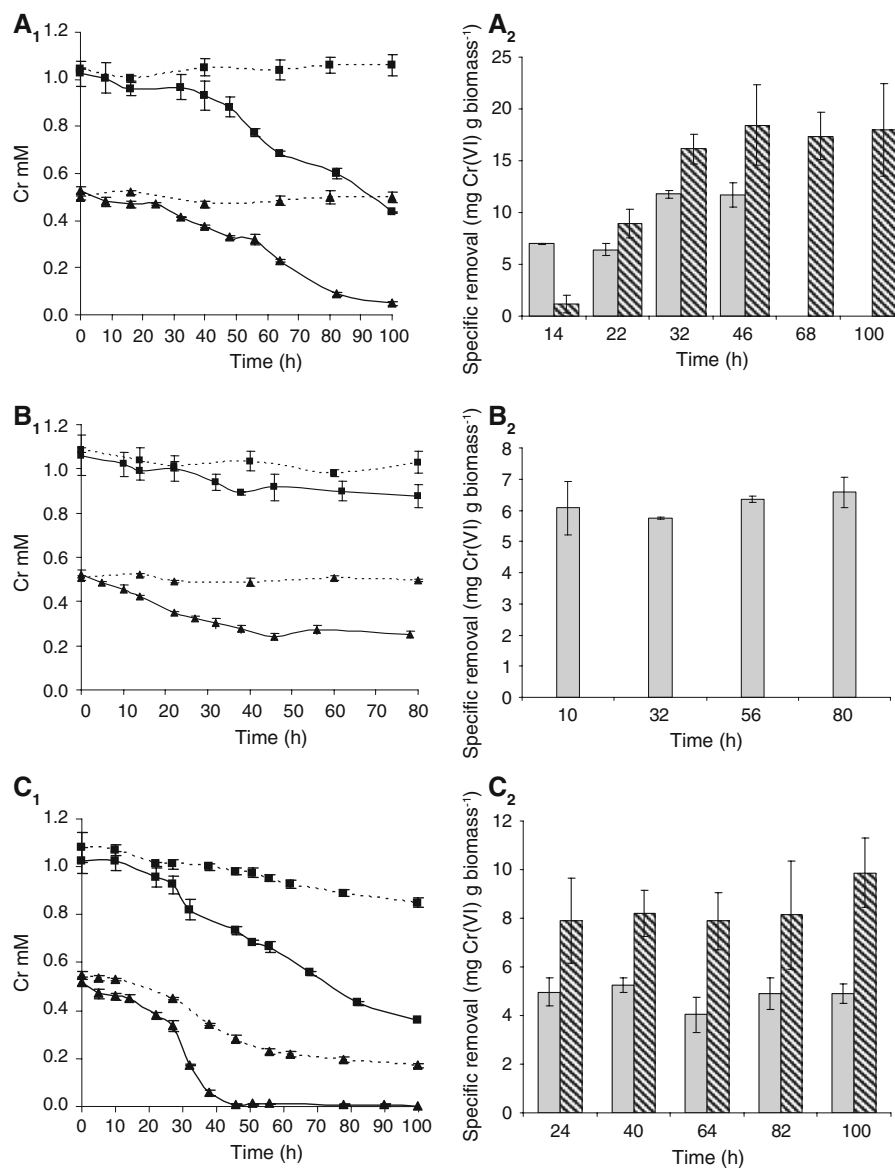 A1
Cr mM
1.2
1.0
0.8
0.6
0.4
0.2
0.0
0 10 20 30 40 50 60 70 80 90 100
Time (h)
A2
Specific removal (mg Cr(VI) g biomass-1)
25
20
15
10
5
0
14 22 32 46 68 100
Time (h)
B1
Cr mM
1.2
1.0
0.8
0.6
0.4
0.2
0.0
0 10 20 30 40 50 60 70 80
Time (h)
B2
Specific removal (mg Cr(VI) g biomass-1)
8
7
6
5
4
3
2
1
0
10 32 56 80
Time (h)
C1
Cr mM
1.2
1.0
0.8
0.6
0.4
0.2
0.0
0 10 20 30 40 50 60 70 80 90 100
Time (h)
C2
Specific removal (mg Cr(VI) g biomass-1)
12
10
8
6
4
2
0
24 40 64 82 100
Time (h)